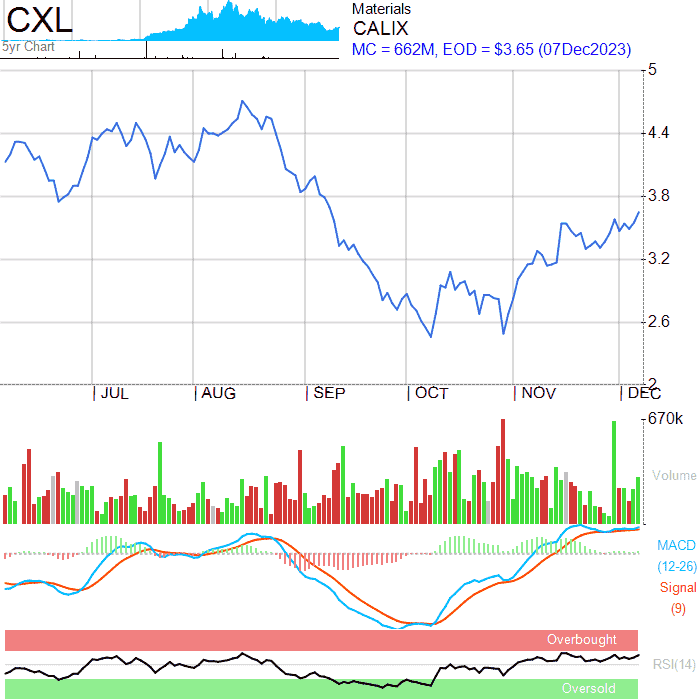 CXL
5yr Chart
Materials
CALIX
MC = 662M, EOD = $3.65 (07Dec2023)
5
4.4
3.8
3.2
2.6
2
JUL AUG SEP OCT NOV DEC
670k
Volume
MACD
(12-26)
Signal
(9)
Overbought
RSI(14)
Oversold